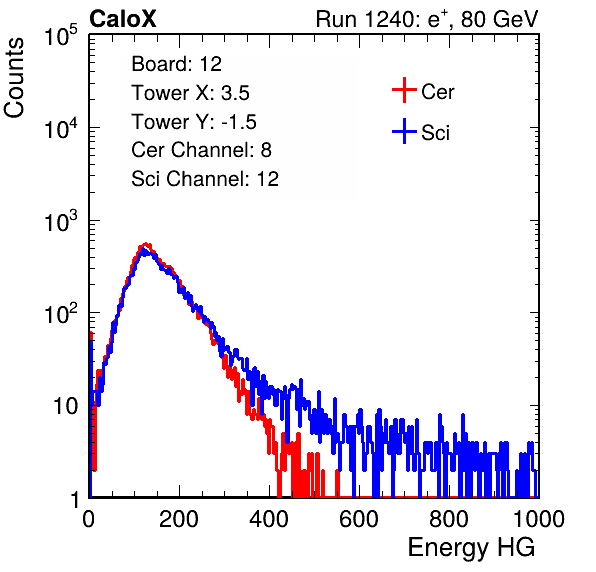 CaloX Run 1240: e⁺, 80 GeV
Counts
Board: 12
Tower X: 3.5
Tower Y: -1.5
Cer Channel: 8
Sci Channel: 12
Cer
Sci
10⁵
10⁴
10³
10²
10
1
0 200 400 600 800 1000
Energy HG